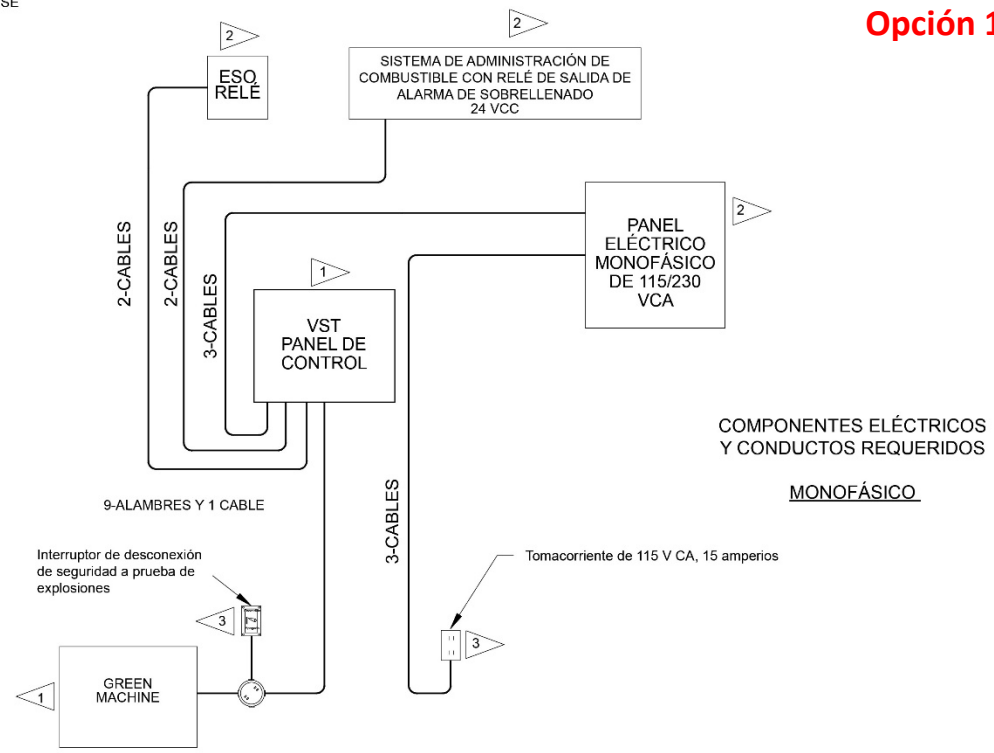 SE
Opción 1
2
2
ESO
RELÉ
SISTEMA DE ADMINISTRACIÓN DE
COMBUSTIBLE CON RELÉ DE SALIDA DE
ALARMA DE SOBRELLENADO
24 VCC
2-CABLES
2-CABLES
3-CABLES
PANEL
ELÉCTRICO
MONOFÁSICO
DE 115/230
VCA
2
1
VST
PANEL DE
CONTROL
COMPONENTES ELÉCTRICOS
Y CONDUCTOS REQUERIDOS
MONOFÁSICO
9-ALAMBRES Y 1 CABLE
3-CABLES
Interruptor de desconexión
de seguridad a prueba de
explosiones
Tomacorriente de 115 V CA, 15 amperios
3
3
GREEN
MACHINE
1